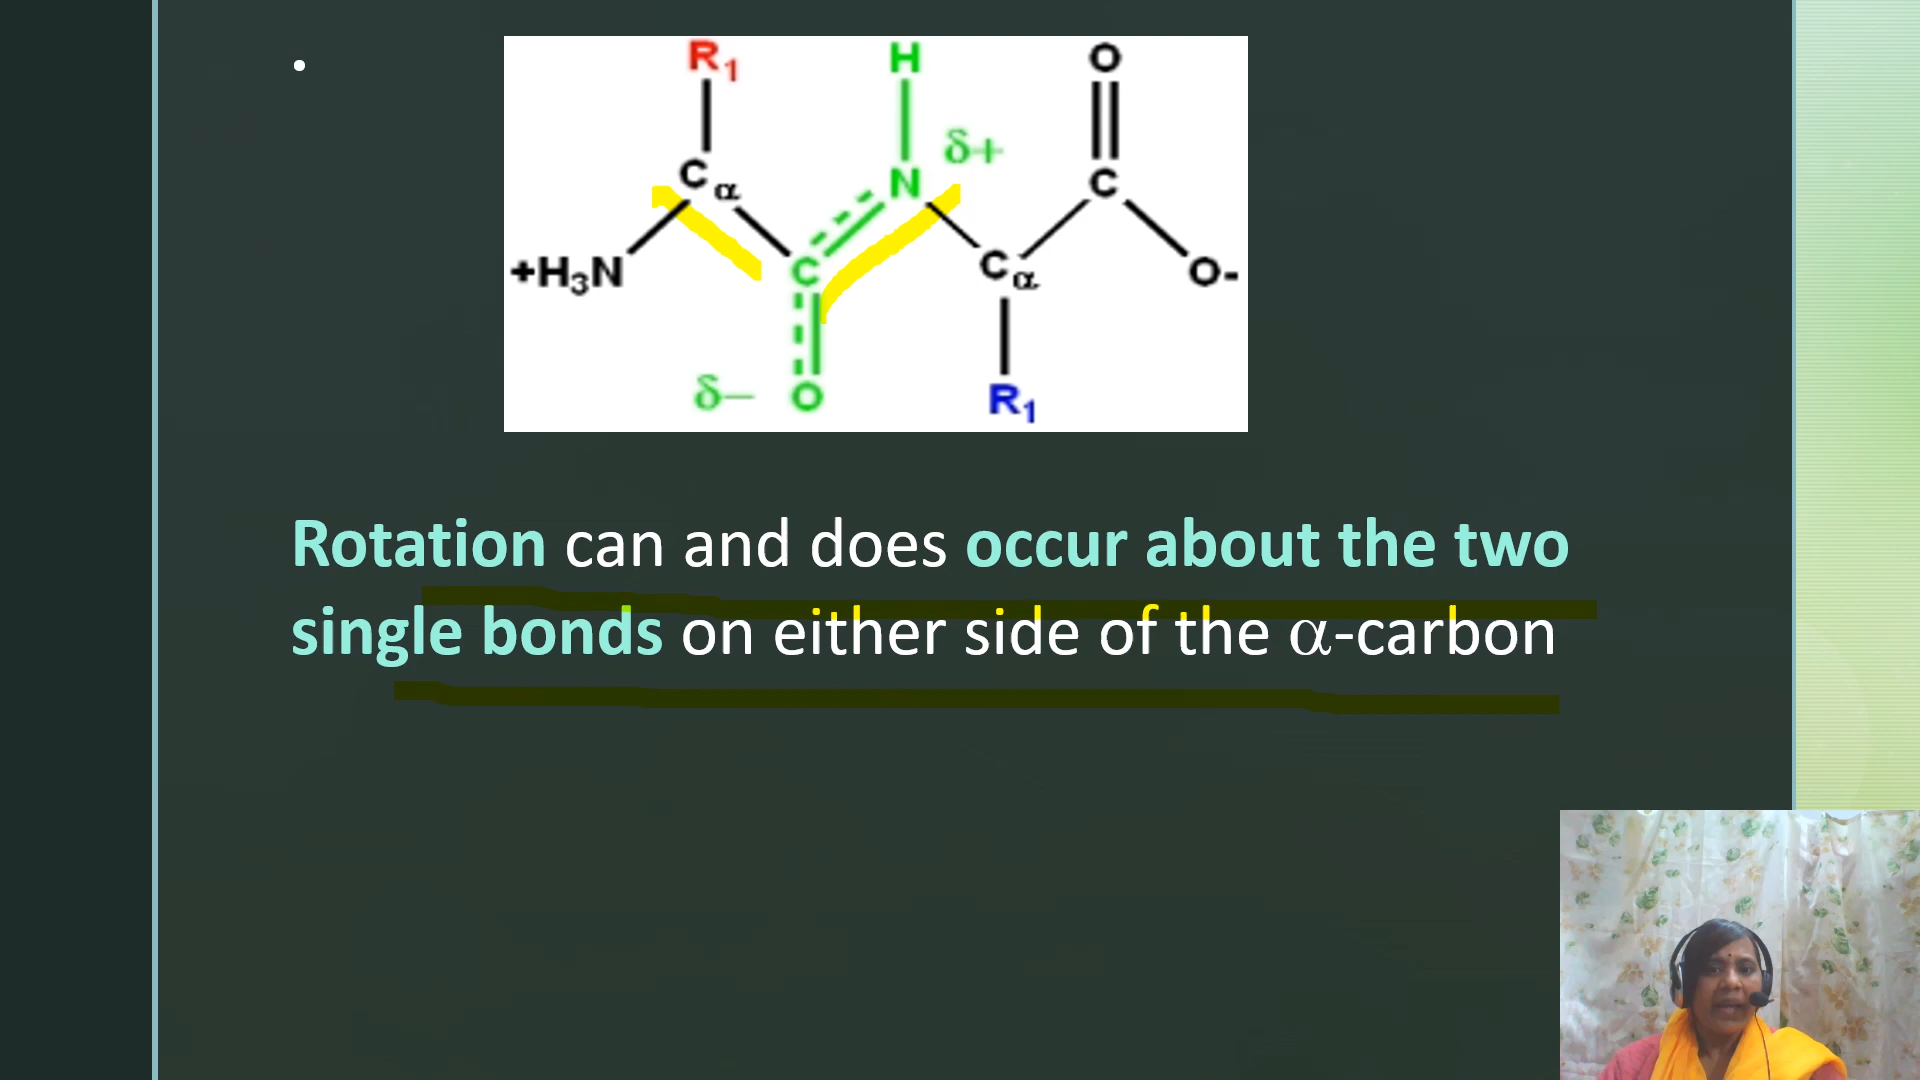 R1 H O
δ+
Cα N C
+H3N C Cα O-
δ– O R1
Rotation can and does occur about the two
single bonds on either side of the α-carbon